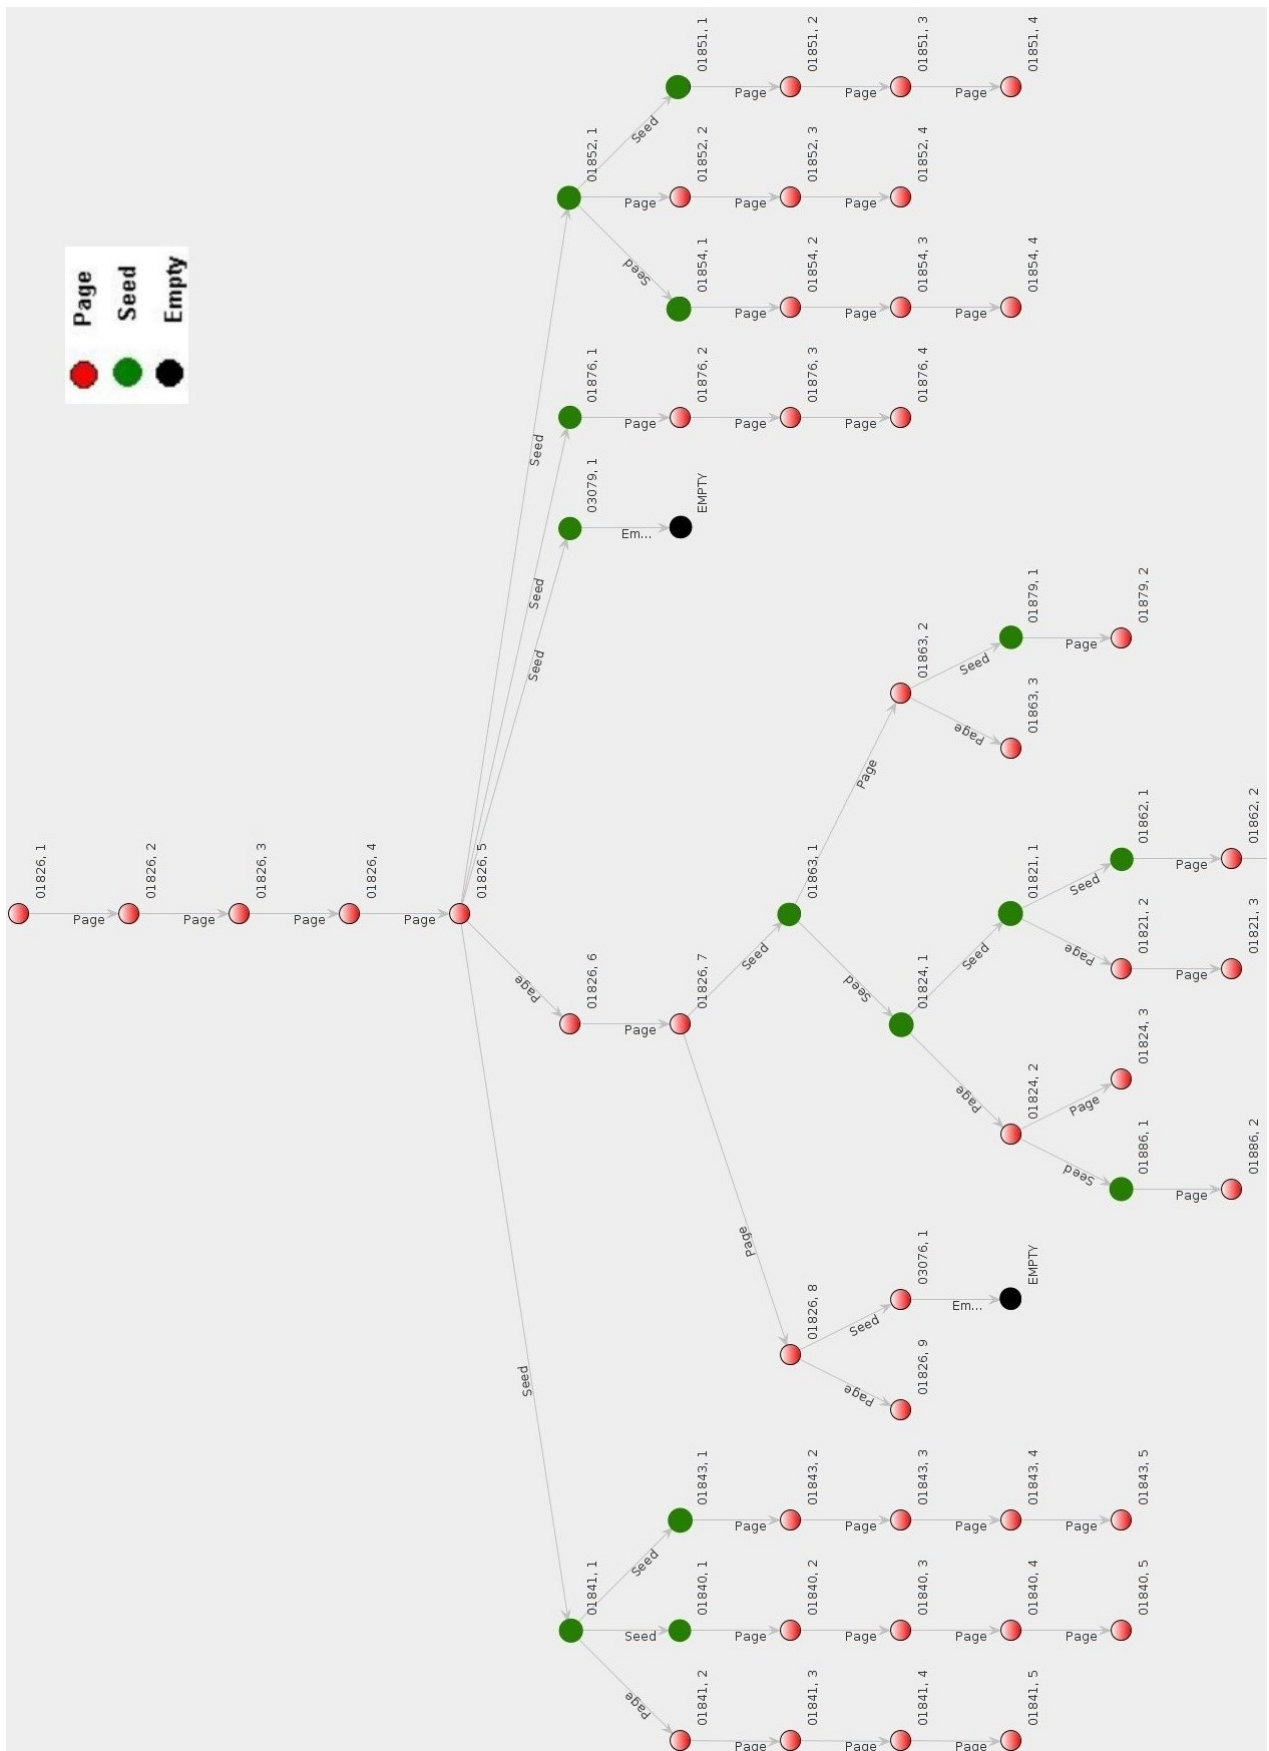 Page
Seed
Empty
01826, 1
Page
01826, 2
Page
01826, 3
Page
01826, 4
Page
01826, 5
Seed
Page
Seed
Seed
Seed
01841, 1
01826, 6
03079, 1
01876, 1
01852, 1
Page
Seed
Seed
Page
Em...
Page
Seed
Page
Seed
01841, 2
01840, 1
01843, 1
01826, 7
EMPTY
01876, 2
01854, 1
01852, 2
01851, 1
Page
Page
Page
Page
Seed
Page
Page
Page
Page
01841, 3
01840, 2
01843, 2
01826, 8
01863, 1
01876, 3
01854, 2
01852, 3
01851, 2
Page
Page
Page
Page
Seed
Seed
Page
Page
Page
Page
Page
01841, 4
01840, 3
01843, 3
01826, 9
03076, 1
01824, 1
01863, 2
01876, 4
01854, 3
01852, 4
01851, 3
Page
Page
Page
Em...
Page
Seed
Page
Seed
Page
Page
01841, 5
01840, 4
01843, 4
EMPTY
01824, 2
01821, 1
01863, 3
01879, 1
01854, 4
01851, 4
Page
Page
Seed
Page
Page
Seed
Page
01840, 5
01843, 5
01886, 1
01824, 3
01821, 2
01862, 1
01879, 2
Page
Page
Page
01886, 2
01821, 3
01862, 2